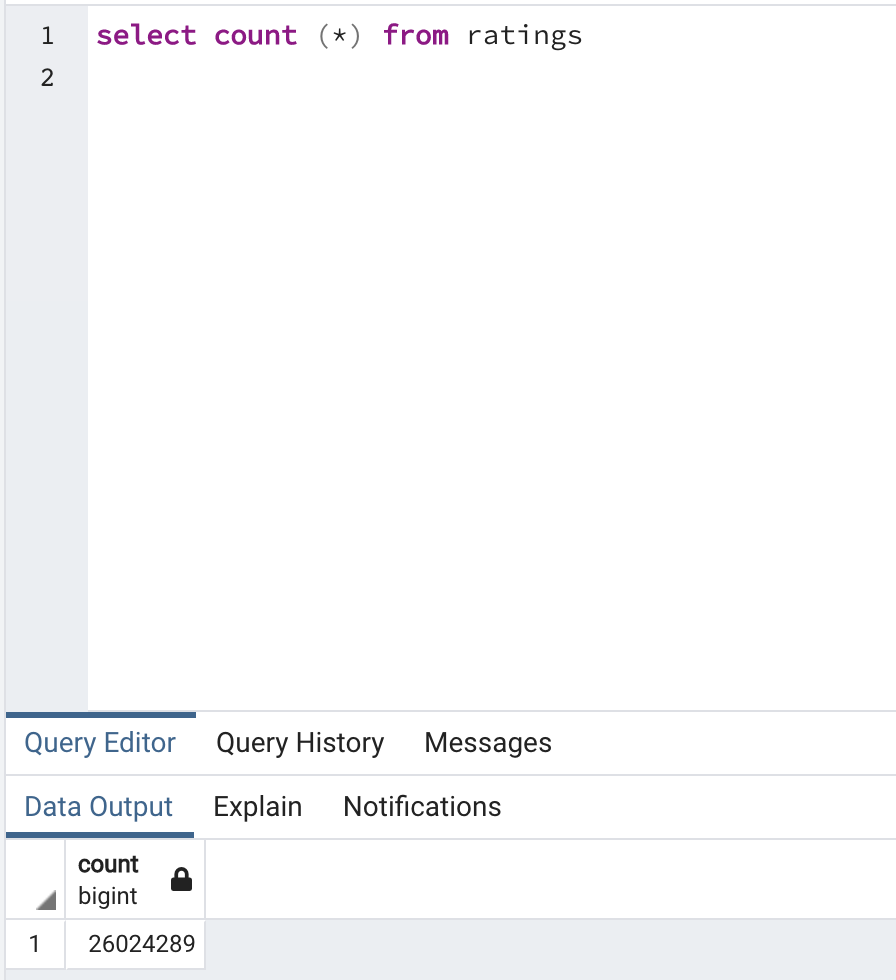 1 select count (*) from ratings
2
Query Editor Query History Messages
Data Output Explain Notifications
count
bigint
1 26024289